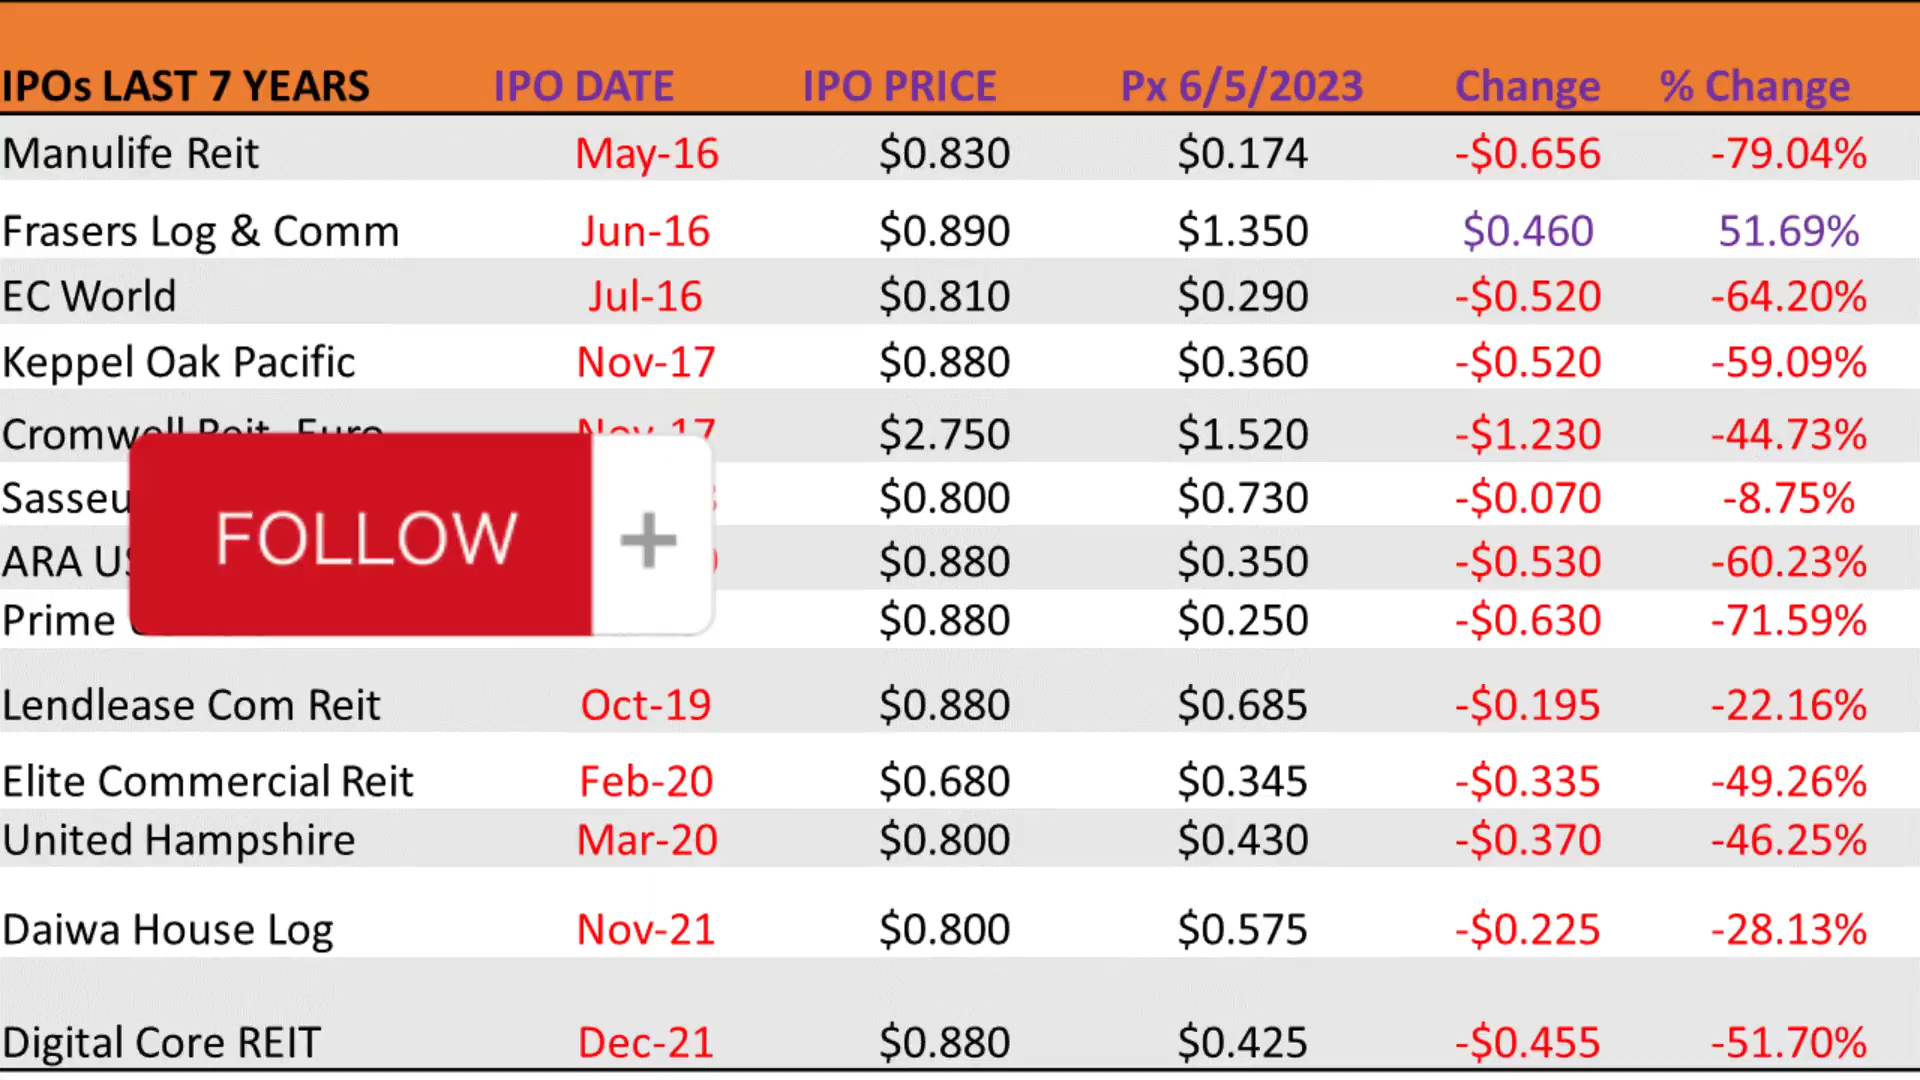 IPOs LAST 7 YEARS IPO DATE IPO PRICE Px 6/5/2023 Change % Change
Manulife Reit May-16 $0.830 $0.174 -$0.656 -79.04%
Frasers Log & Comm Jun-16 $0.890 $1.350 $0.460 51.69%
EC World Jul-16 $0.810 $0.290 -$0.520 -64.20%
Keppel Oak Pacific Nov-17 $0.880 $0.360 -$0.520 -59.09%
Cromwell Reit Euro Nov-17 $2.750 $1.520 -$1.230 -44.73%
$0.800 $0.730 -$0.070 -8.75%
ARA $0.880 $0.350 -$0.530 -60.23%
Prime $0.880 $0.250 -$0.630 -71.59%
FOLLOW +
Lendlease Com Reit Oct-19 $0.880 $0.685 -$0.195 -22.16%
Elite Commercial Reit Feb-20 $0.680 $0.345 -$0.335 -49.26%
United Hampshire Mar-20 $0.800 $0.430 -$0.370 -46.25%
Daiwa House Log Nov-21 $0.800 $0.575 -$0.225 -28.13%
Digital Core REIT Dec-21 $0.880 $0.425 -$0.455 -51.70%